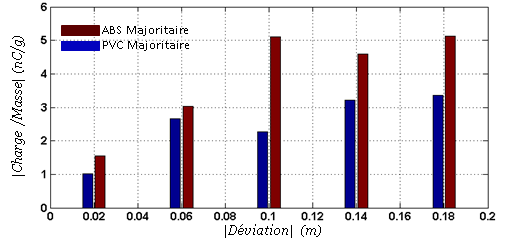 6
5
4
3
2
1
0
ABS Majoritaire
PVC Majoritaire
|Charge /Masse| (nC/g)
0 0.02 0.04 0.06 0.08 0.1 0.12 0.14 0.16 0.18 0.2
|Déviation| (m)